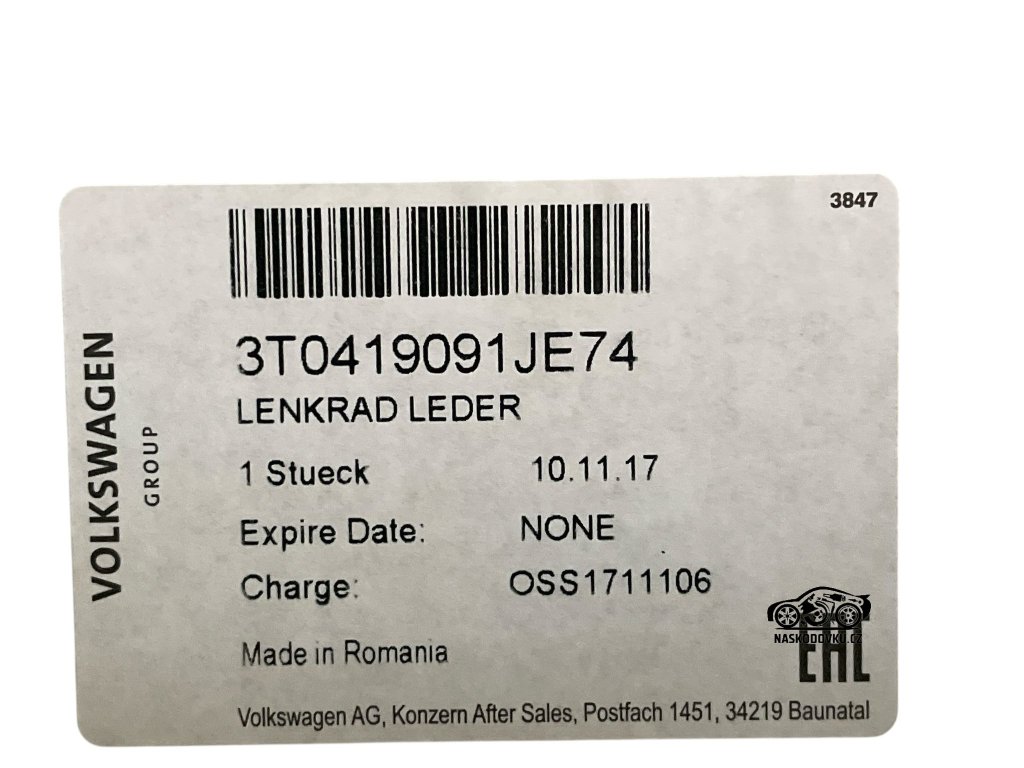 3847
3T0419091JE74
LENKRAD LEDER
1 Stueck 10.11.17
Expire Date: NONE
Charge: OSS1711106
Made in Romania
Volkswagen AG, Konzern After Sales, Postfach 1451, 34219 Baunatal
VOLKSWAGEN
GROUP
NASKODOVKU.CZ
EAC